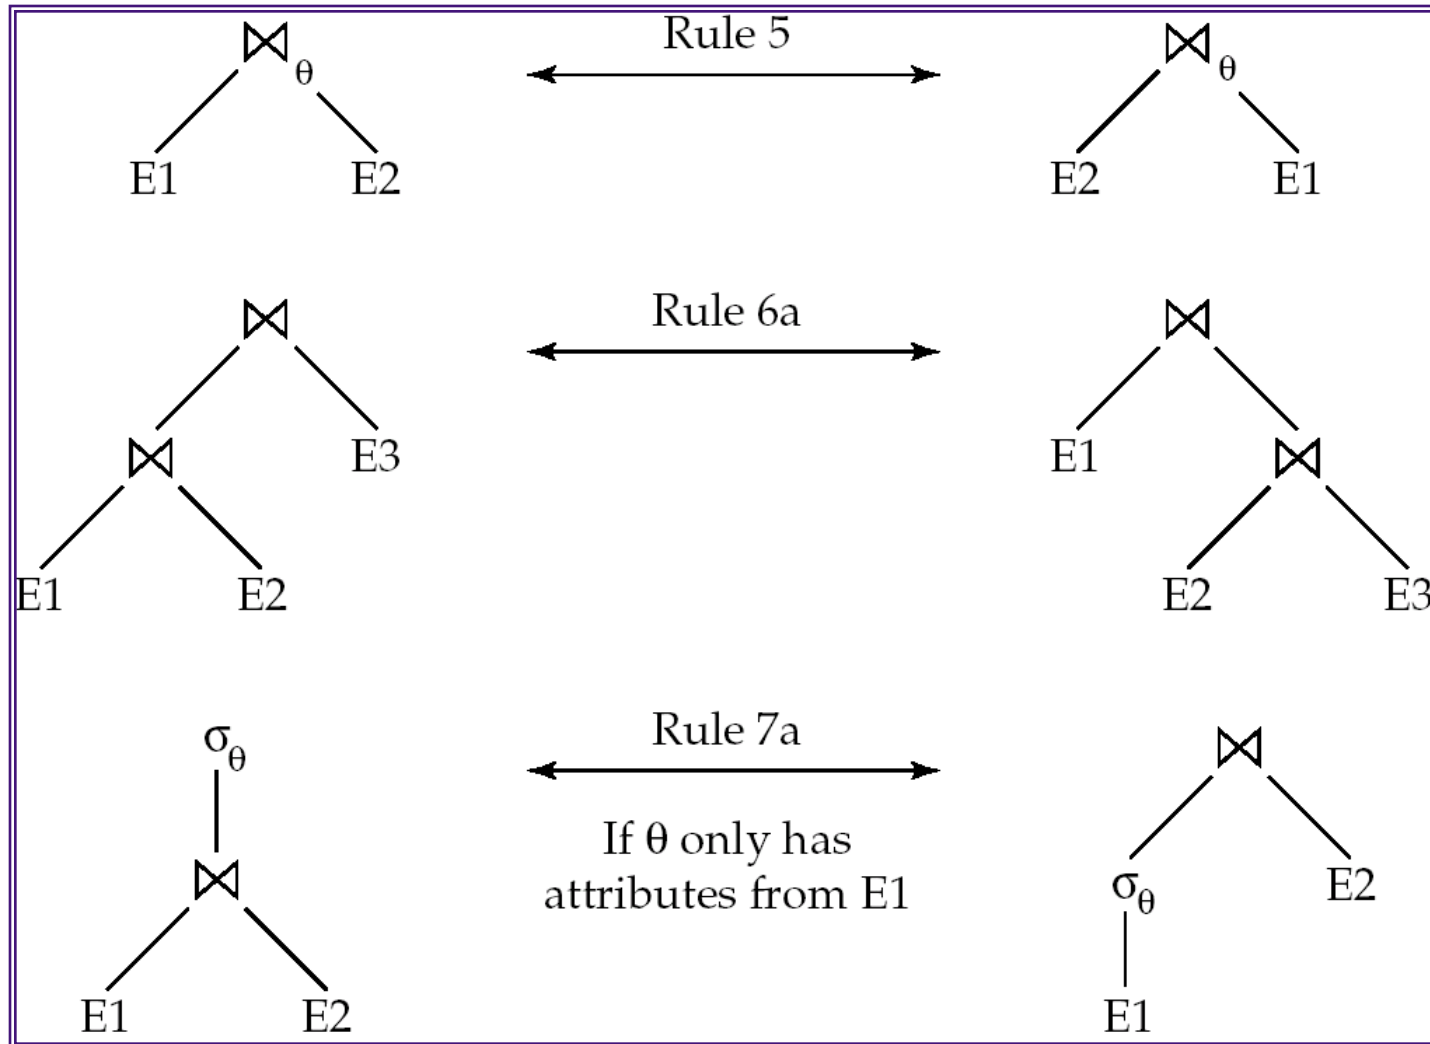 ⋈θ Rule 5 ⋈θ
E1 E2 E2 E1
⋈ Rule 6a ⋈
⋈ E3 E1 ⋈
E1 E2 E2 E3
σθ Rule 7a ⋈
⋈ If θ only has
attributes from E1 σθ E2
E1 E2 E1